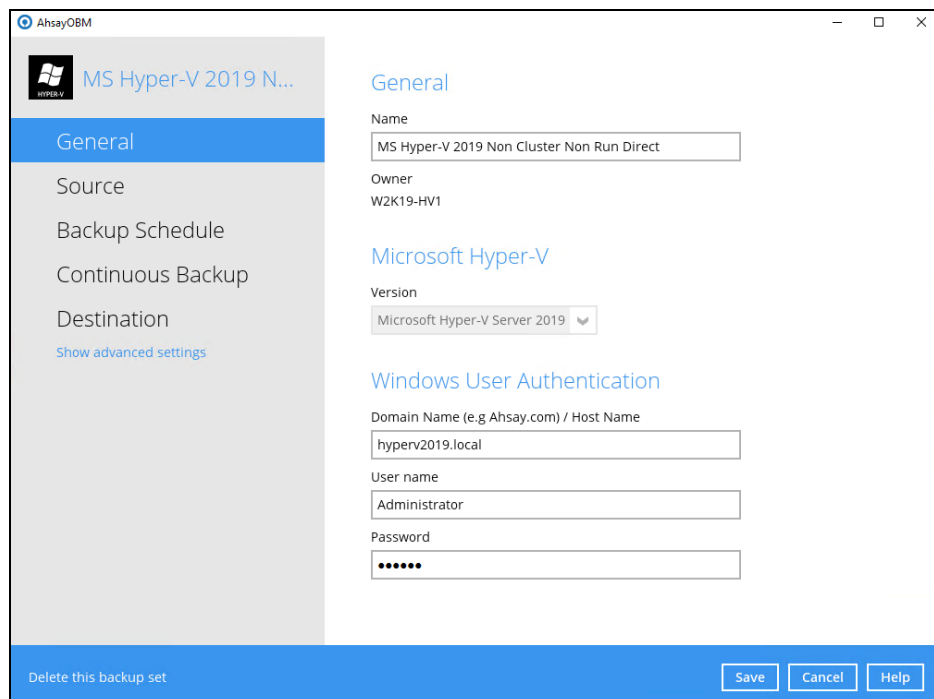 AhsayOBM
HYPER-V
MS Hyper-V 2019 N...
General
Source
Backup Schedule
Continuous Backup
Destination
Show advanced settings
General
Name
MS Hyper-V 2019 Non Cluster Non Run Direct
Owner
W2K19-HV1
Microsoft Hyper-V
Version
Microsoft Hyper-V Server 2019
Windows User Authentication
Domain Name (e.g Ahsay.com) / Host Name
hyperv2019.local
User name
Administrator
Password
••••••
Delete this backup set
Save
Cancel
Help